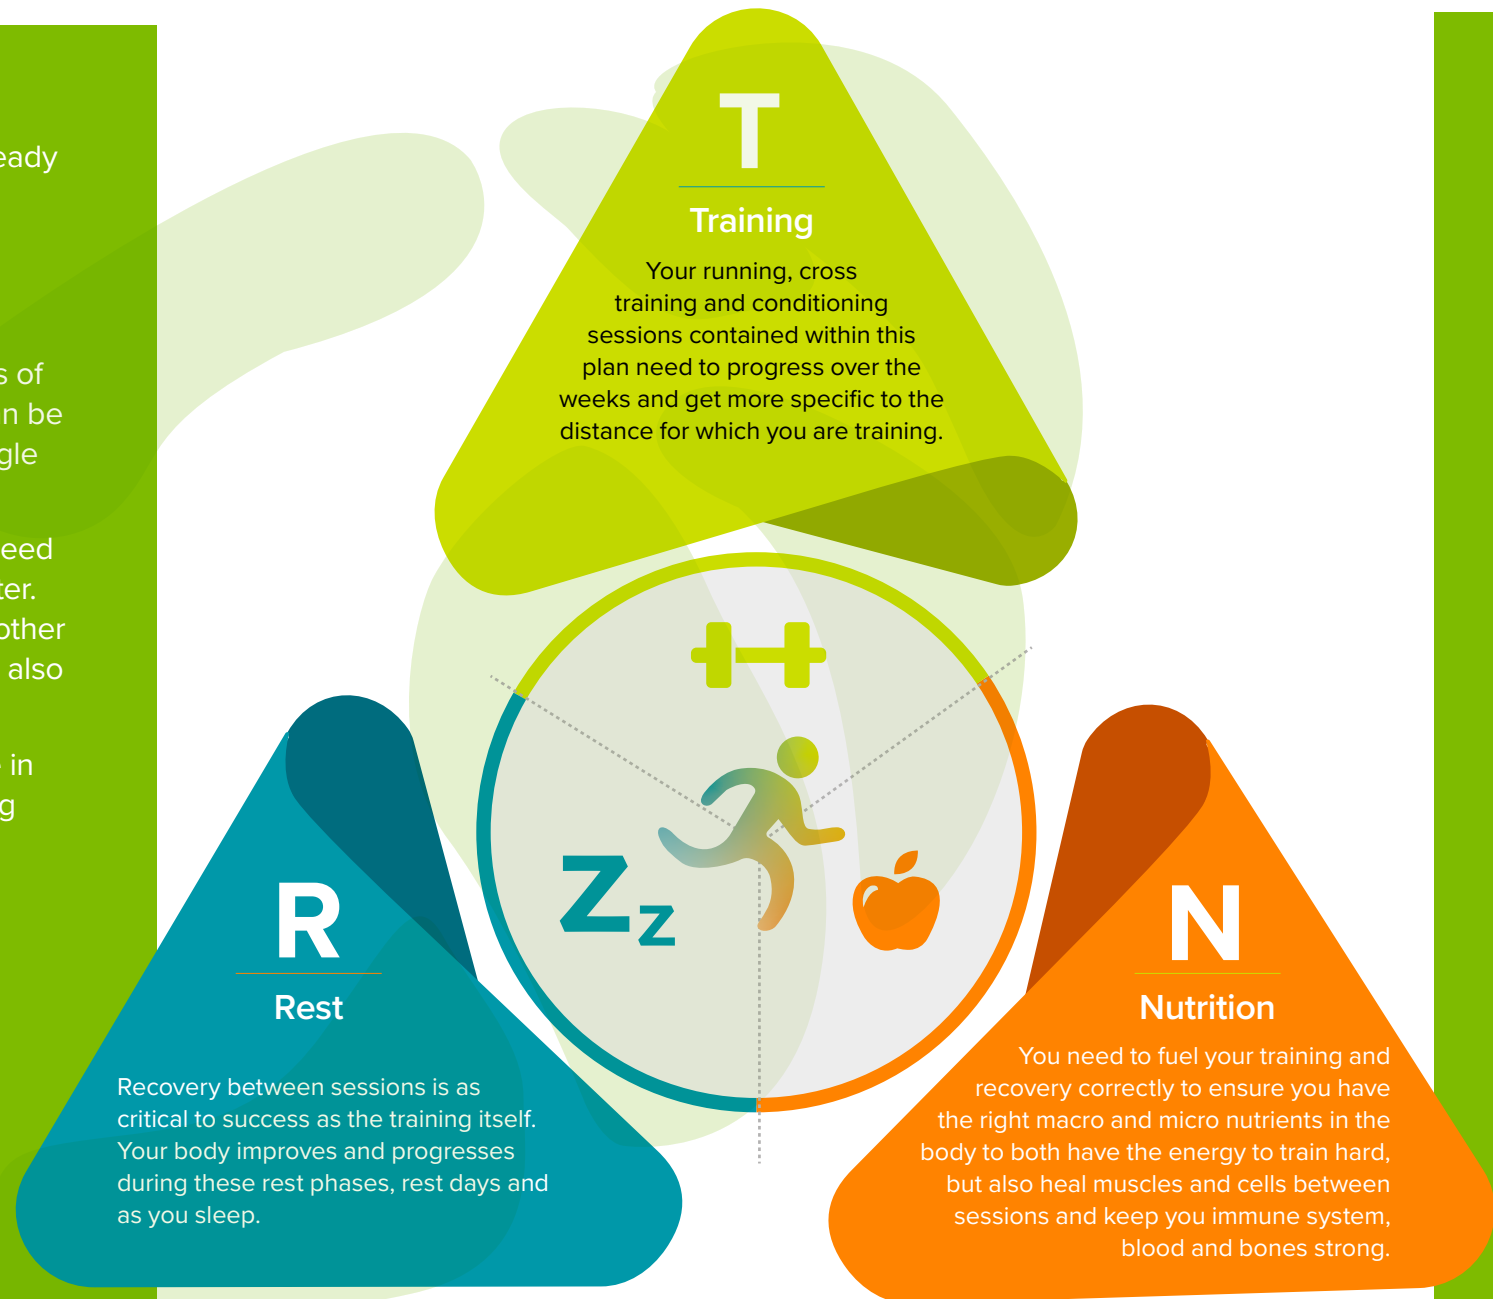 s of
n be
also
in
T
Training
Your running, cross
training and conditioning
sessions contained within this
plan need to progress over the
weeks and get more specific to the
distance for which you are training.
Zz
R
Rest
Recovery between sessions is as
critical to success as the training itself.
Your body improves and progresses
during these rest phases, rest days and
as you sleep.
N
Nutrition
You need to fuel your training and
recovery correctly to ensure you have
the right macro and micro nutrients in the
body to both have the energy to train hard,
but also heal muscles and cells between
sessions and keep you immune system,
blood and bones strong.